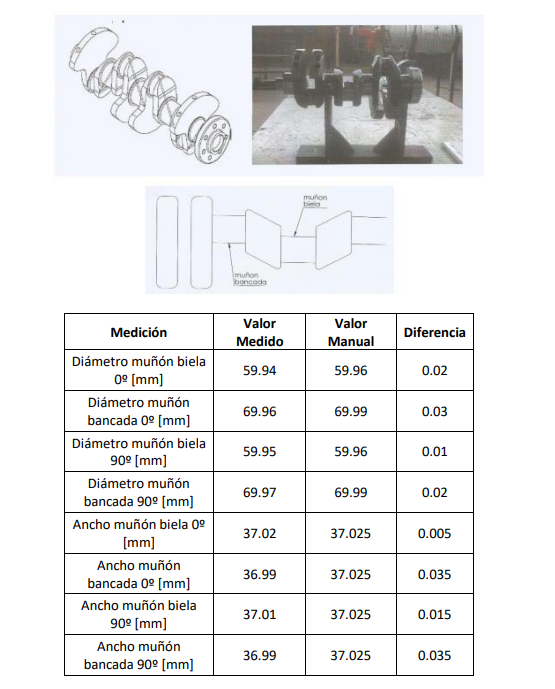 muñon
biela
muñon
bancada
Medición
Valor
Medido
Valor
Manual
Diferencia
Diámetro muñón biela
0º [mm]
59.94
59.96
0.02
Diámetro muñón
bancada 0º [mm]
69.96
69.99
0.03
Diámetro muñón biela
90º [mm]
59.95
59.96
0.01
Diámetro muñón
bancada 90º [mm]
69.97
69.99
0.02
Ancho muñón biela 0º
[mm]
37.02
37.025
0.005
Ancho muñón
bancada 0º [mm]
36.99
37.025
0.035
Ancho muñón biela
90º [mm]
37.01
37.025
0.015
Ancho muñón
bancada 90º [mm]
36.99
37.025
0.035